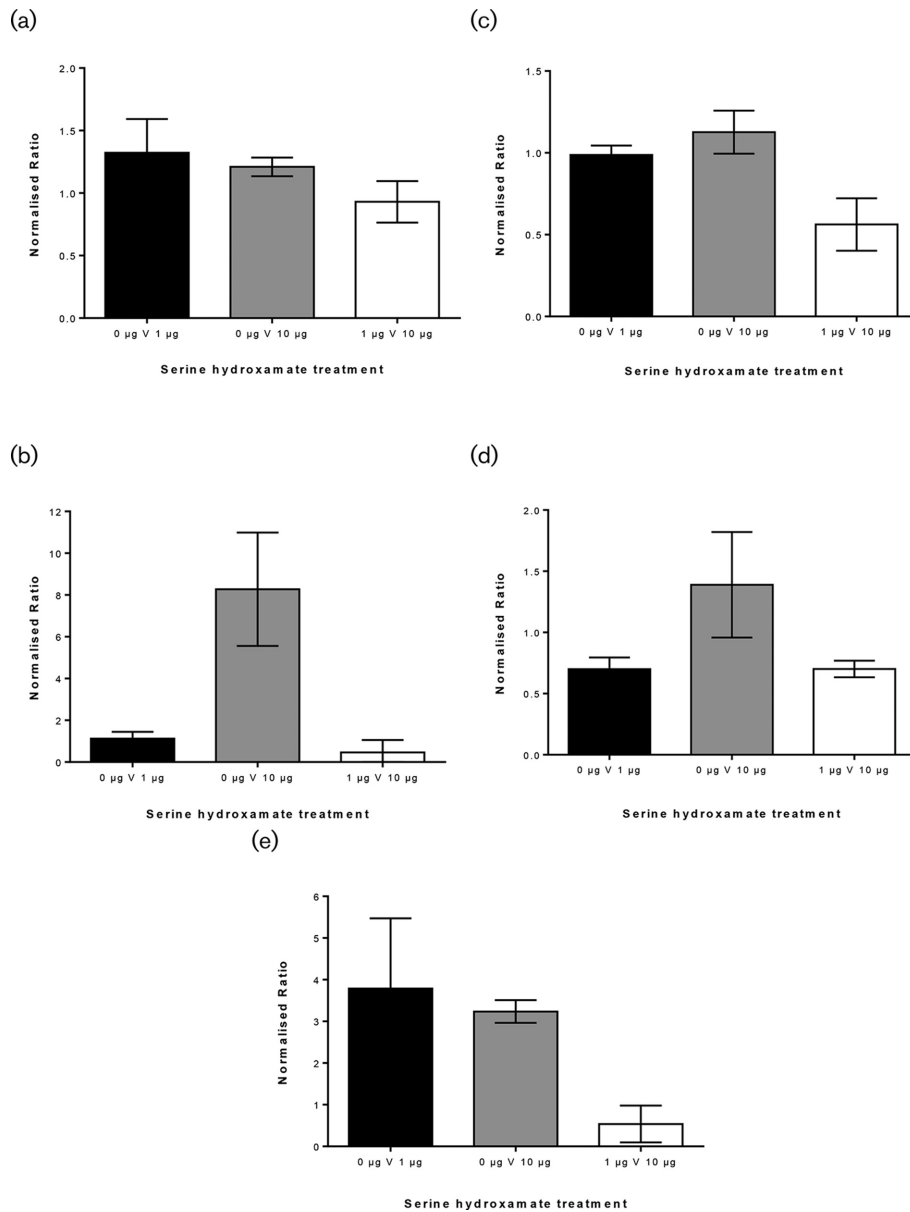 (a)
Normalised Ratio
2.0
1.5
1.0
0.5
0.0
0 µg V 1 µg
0 µg V 10 µg
1 µg V 10 µg
Serine hydroxamate treatment
(c)
Normalised Ratio
1.5
1.0
0.5
0.0
0 µg V 1 µg
0 µg V 10 µg
1 µg V 10 µg
Serine hydroxamate treatment
(b)
Normalised Ratio
12
10
8
6
4
2
0
0 µg V 1 µg
0 µg V 10 µg
1 µg V 10 µg
Serine hydroxamate treatment
(d)
Normalised Ratio
2.0
1.5
1.0
0.5
0.0
0 µg V 1 µg
0 µg V 10 µg
1 µg V 10 µg
Serine hydroxamate treatment
(e)
Normalised Ratio
6
5
4
3
2
1
0
0 µg V 1 µg
0 µg V 10 µg
1 µg V 10 µg
Serine hydroxamate treatment